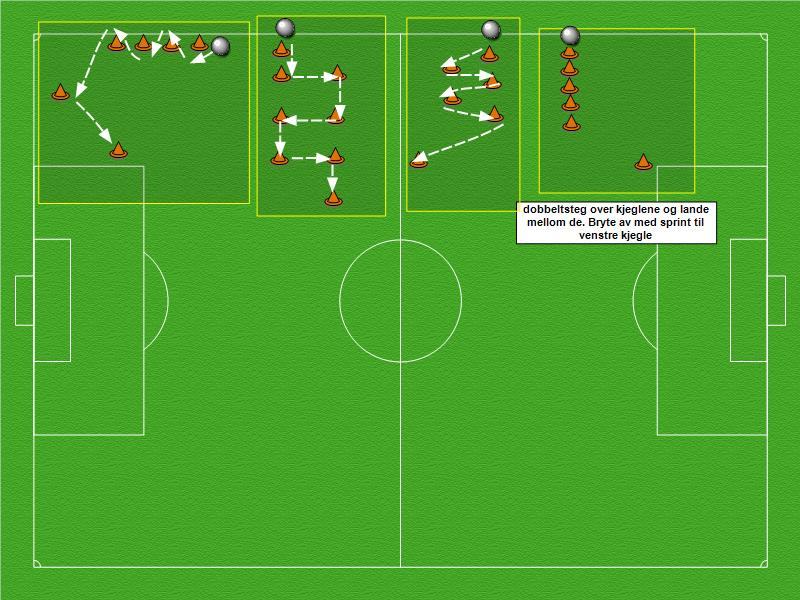 dobbeltsteg over kjeglene og lande
mellom de. Bryte av med sprint til
venstre kjegle